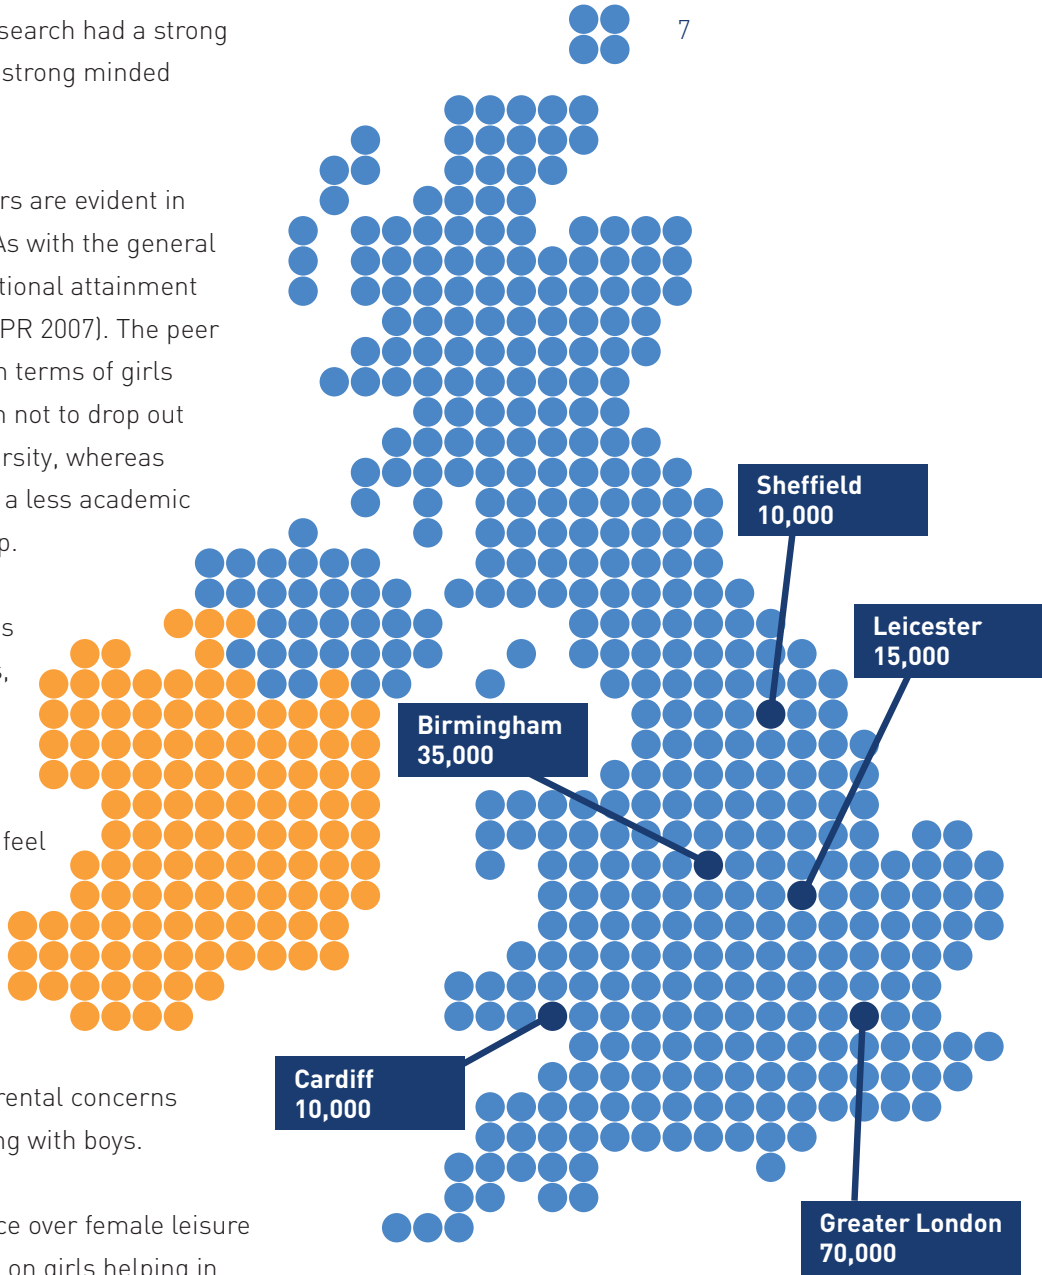 search had a strong
strong minded
7
rs are evident in
As with the general
tional attainment
PR 2007). The peer
n terms of girls
n not to drop out
rsity, whereas
a less academic
p.
s
,
feel
rental concerns
ng with boys.
ce over female leisure
on girls helping in
Sheffield
10,000
Leicester
15,000
Birmingham
35,000
Cardiff
10,000
Greater London
70,000